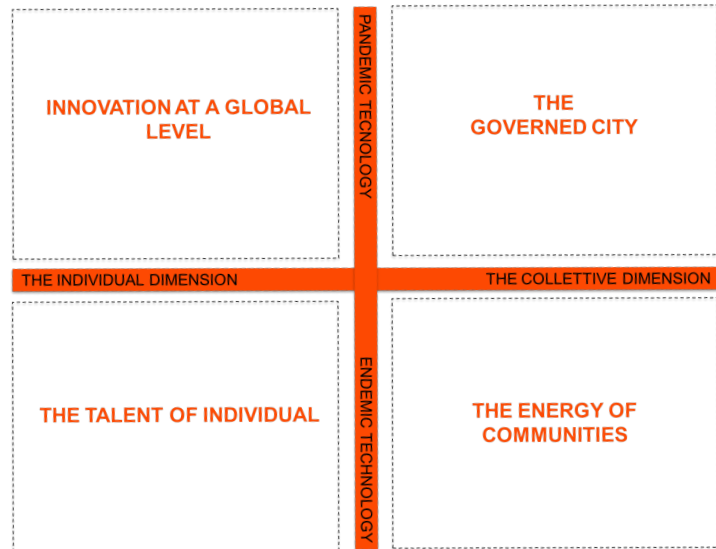 INNOVATION AT A GLOBAL
LEVEL
PANDEMIC TECNOLOGY
THE
GOVERNED CITY
THE INDIVIDUAL DIMENSION
THE COLLETTIVE DIMENSION
THE TALENT OF INDIVIDUAL
ENDEMIC TECHNOLOGY
THE ENERGY OF
COMMUNITIES